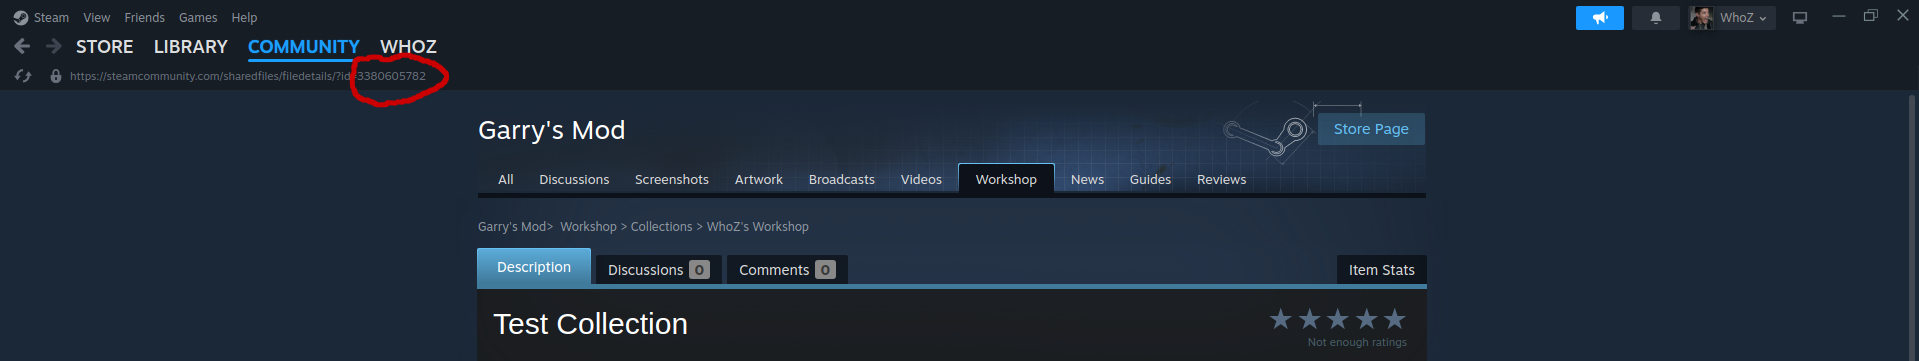 Steam View Friends Games Help WhoZ
STORE LIBRARY COMMUNITY WHOZ
https://steamcommunity.com/sharedfiles/filedetails/?id=3380605782
Garry's Mod
Store Page
All Discussions Screenshots Artwork Broadcasts Videos Workshop News Guides Reviews
Garry's Mod> Workshop > Collections > WhoZ's Workshop
Description Discussions 0 Comments 0 Item Stats
Test Collection
Not enough ratings